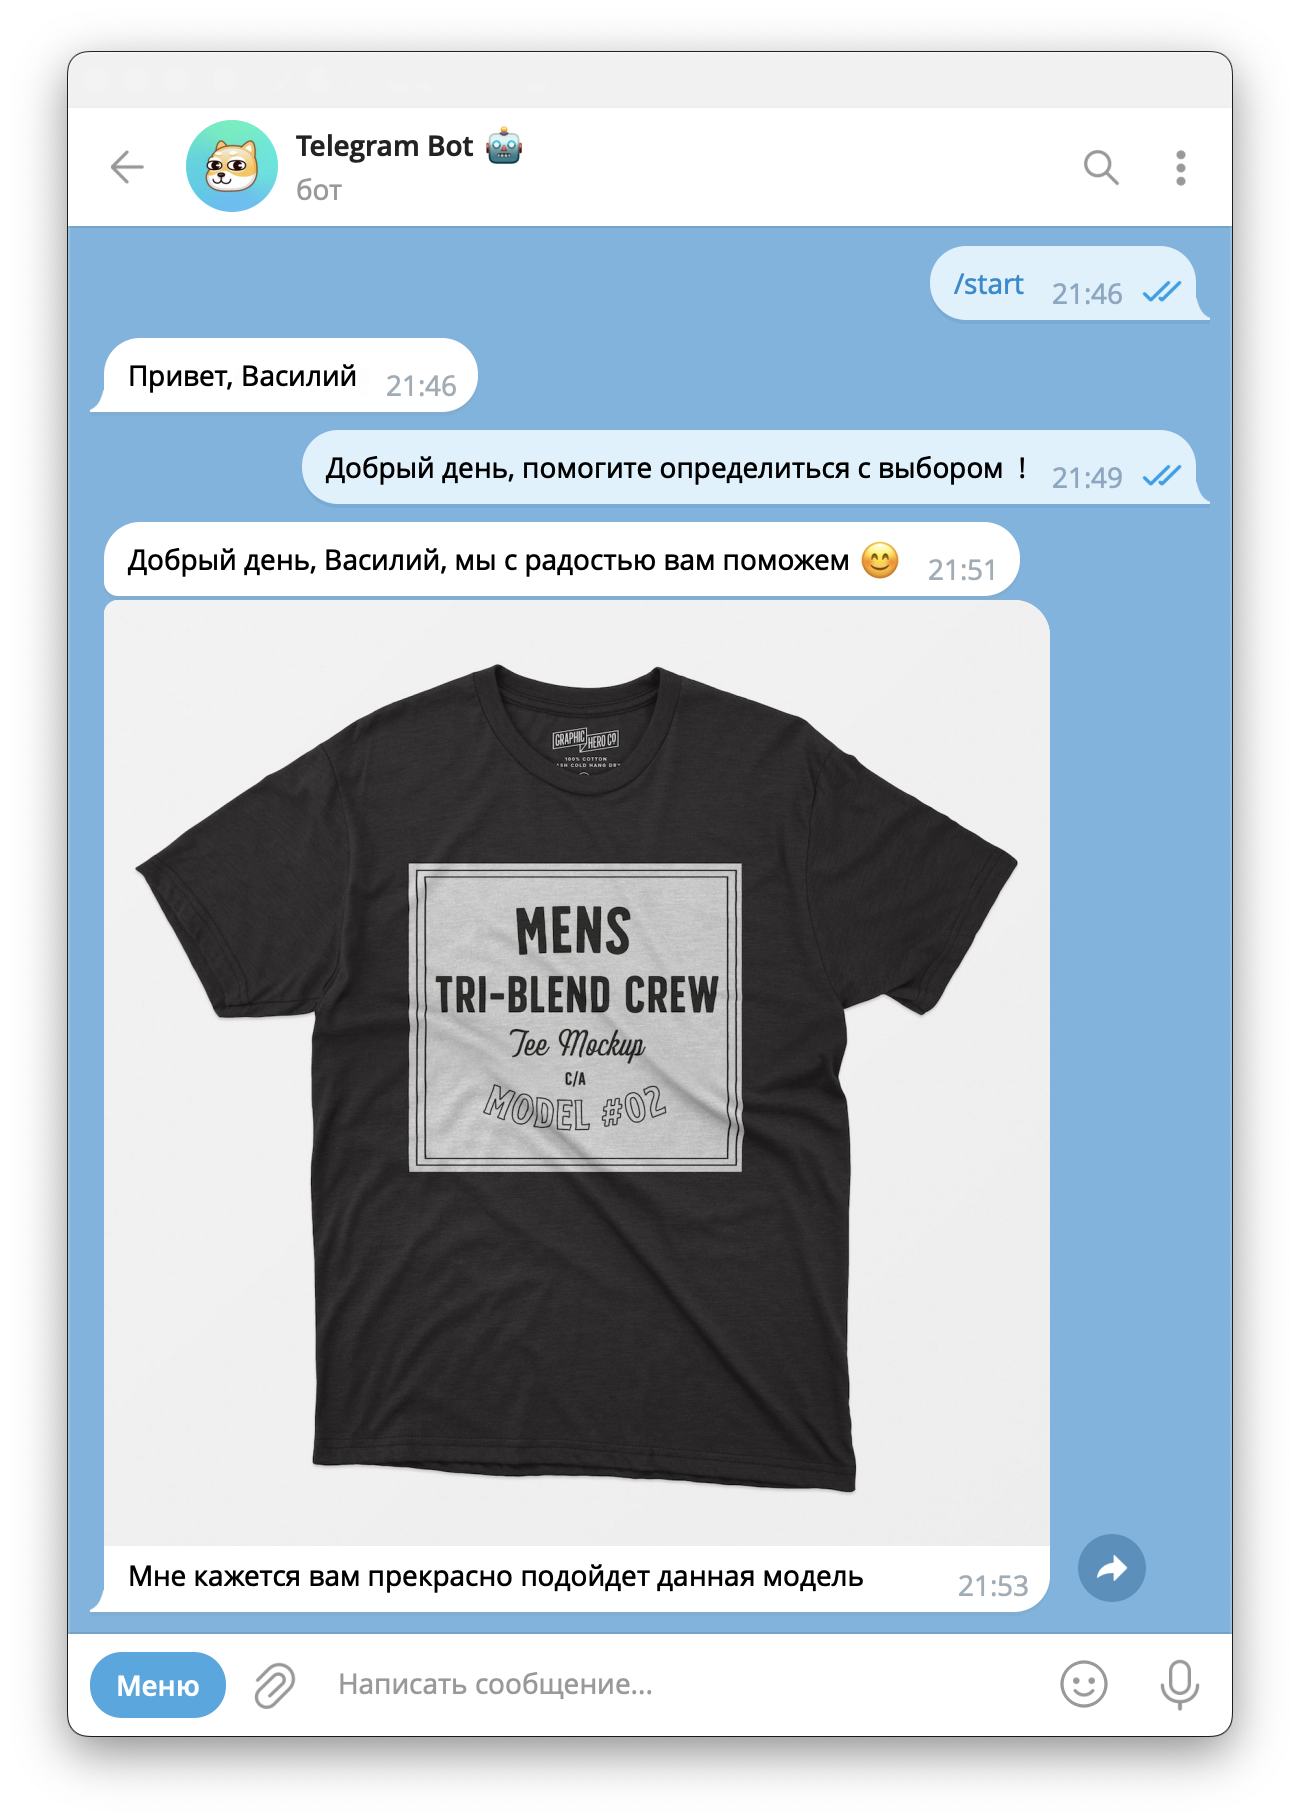 Telegram Bot 🤖
бот
/start 21:46
Привет, Василий 21:46
Добрый день, помогите определиться с выбором ! 21:49
Добрый день, Василий, мы с радостью вам поможем 😊 21:51
GRAPHIC HERO CO
100% COTTON
COLD HANG
MENS
TRI-BLEND CREW
Tee Mockup
C/A
MODEL #02
Мне кажется вам прекрасно подойдет данная модель 21:53
Меню Написать сообщение...